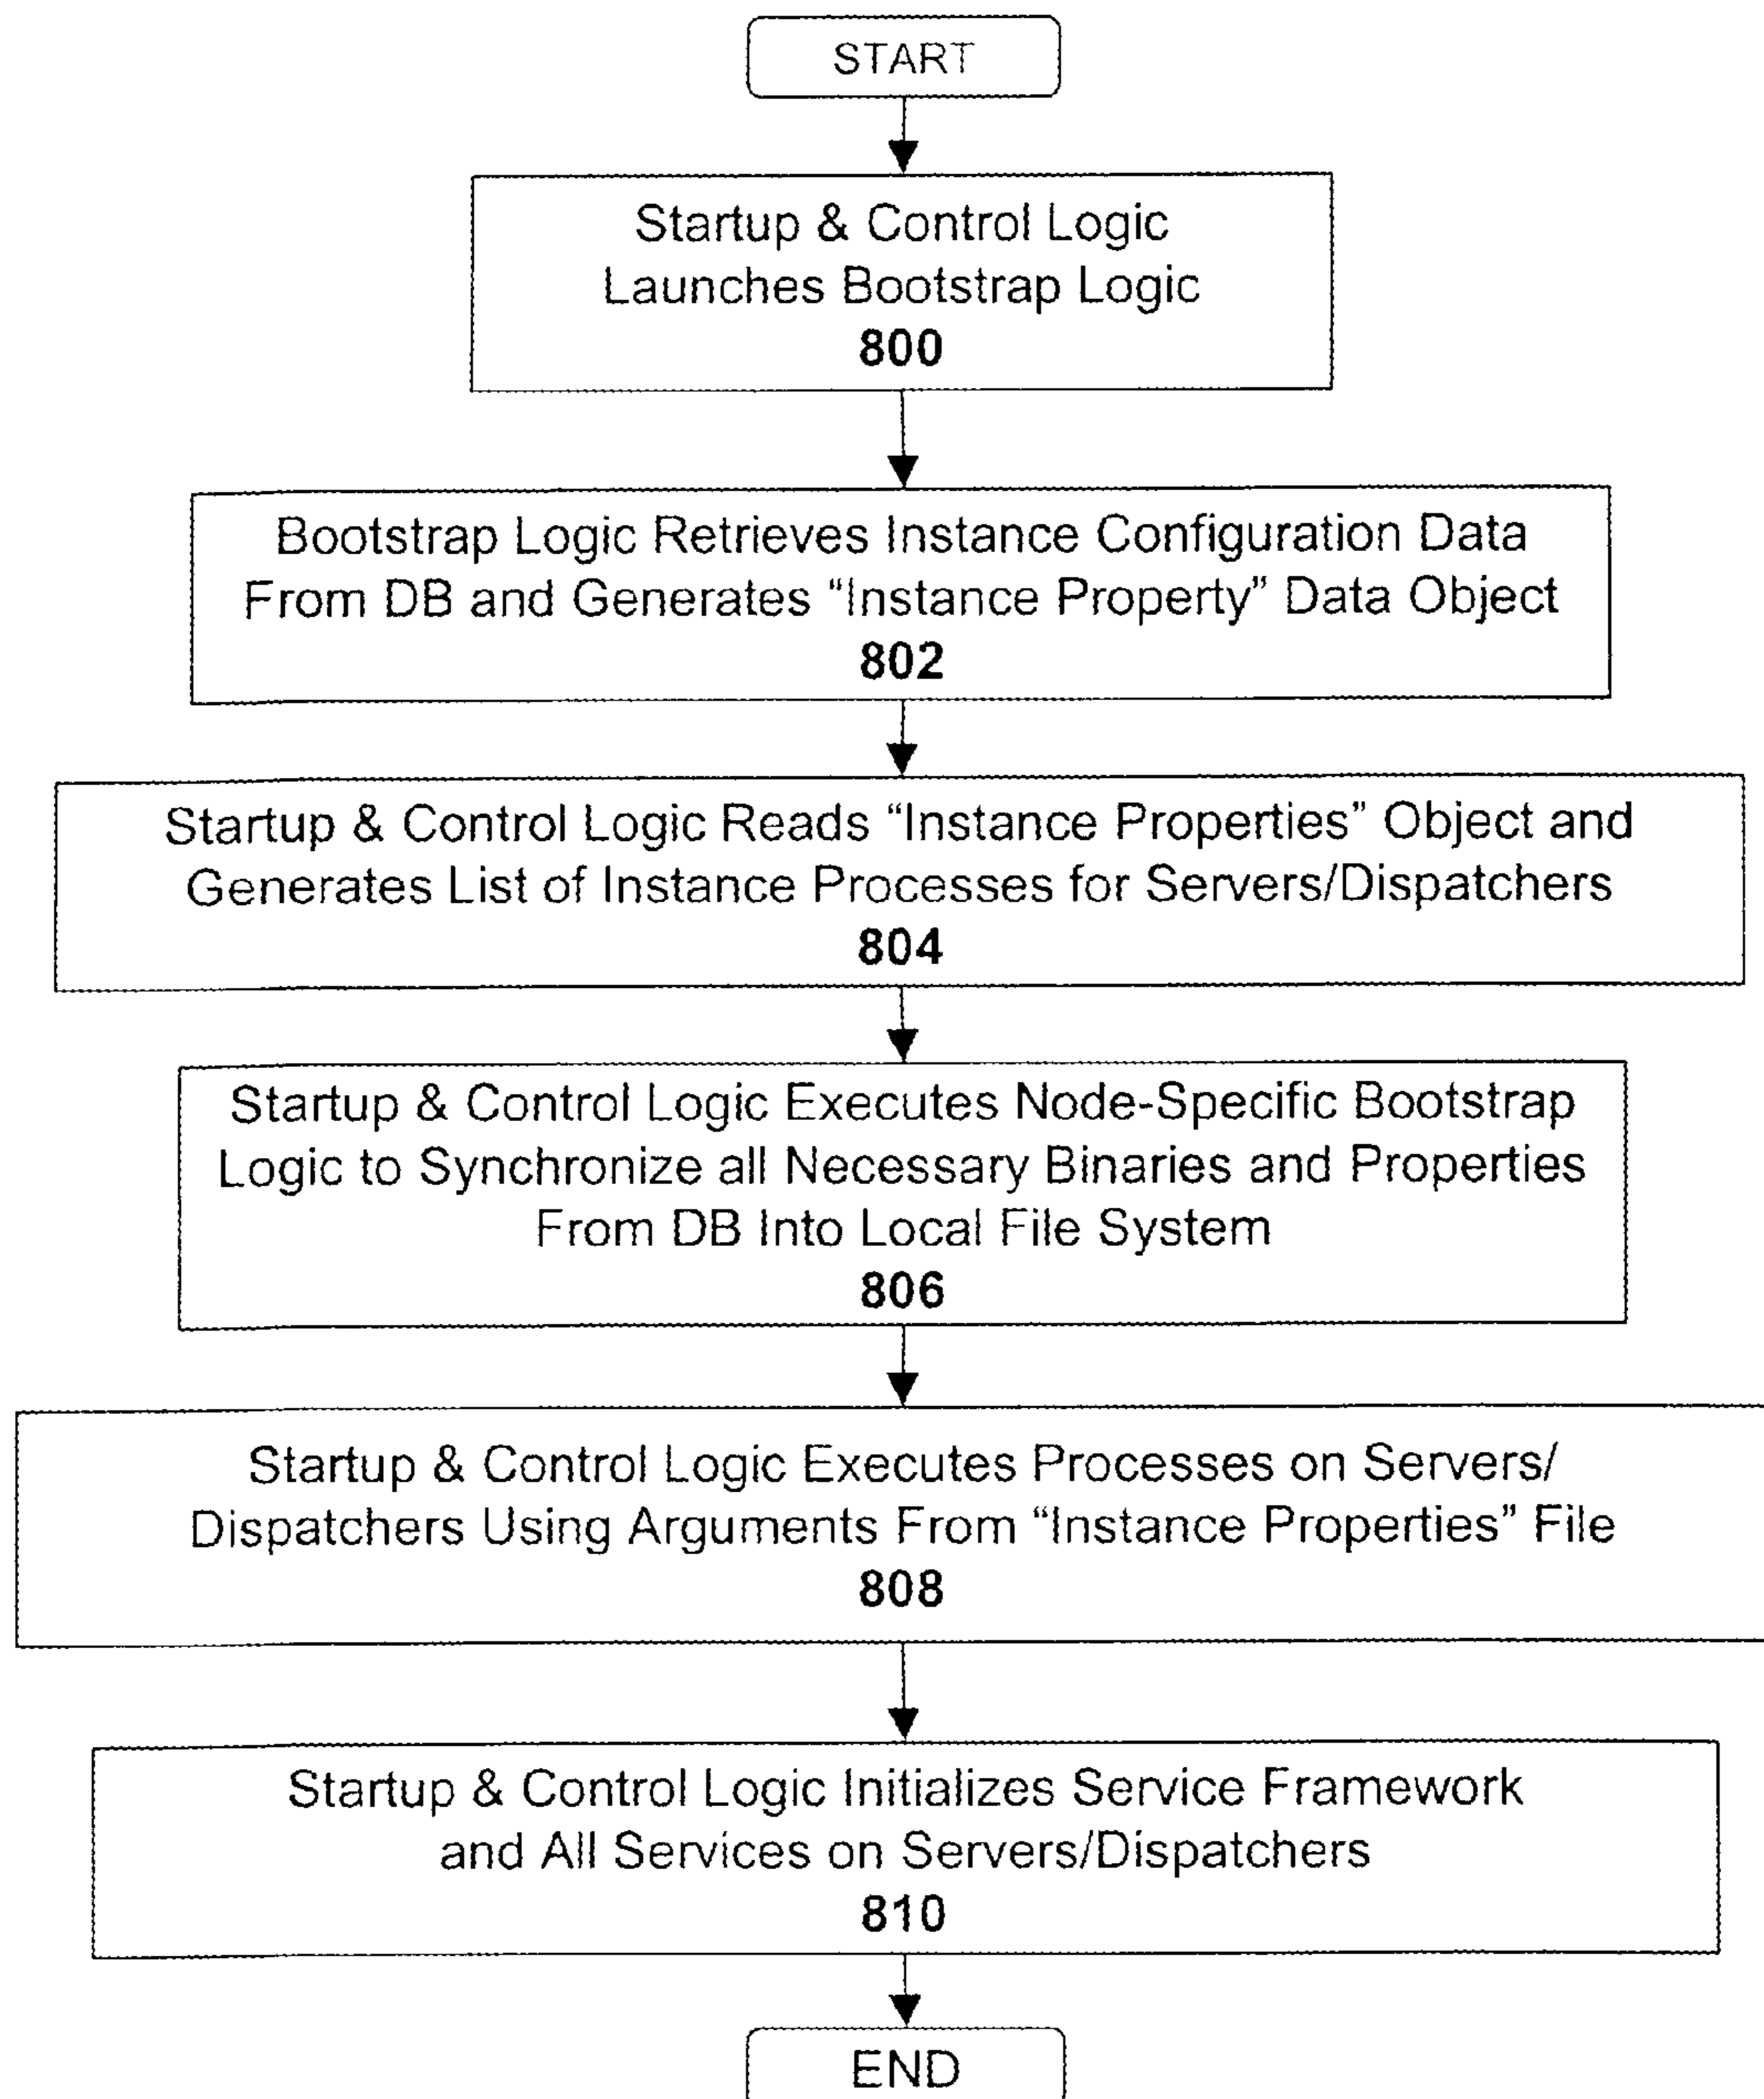 START
Startup & Control Logic
Launches Bootstrap Logic
800
Bootstrap Logic Retrieves Instance Configuration Data
From DB and Generates “Instance Property” Data Object
802
Startup & Control Logic Reads “Instance Properties” Object and
Generates List of Instance Processes for Servers/Dispatchers
804
Startup & Control Logic Executes Node-Specific Bootstrap
Logic to Synchronize all Necessary Binaries and Properties
From DB Into Local File System
806
Startup & Control Logic Executes Processes on Servers/
Dispatchers Using Arguments From “Instance Properties” File
808
Startup & Control Logic Initializes Service Framework
and All Services on Servers/Dispatchers
810
END